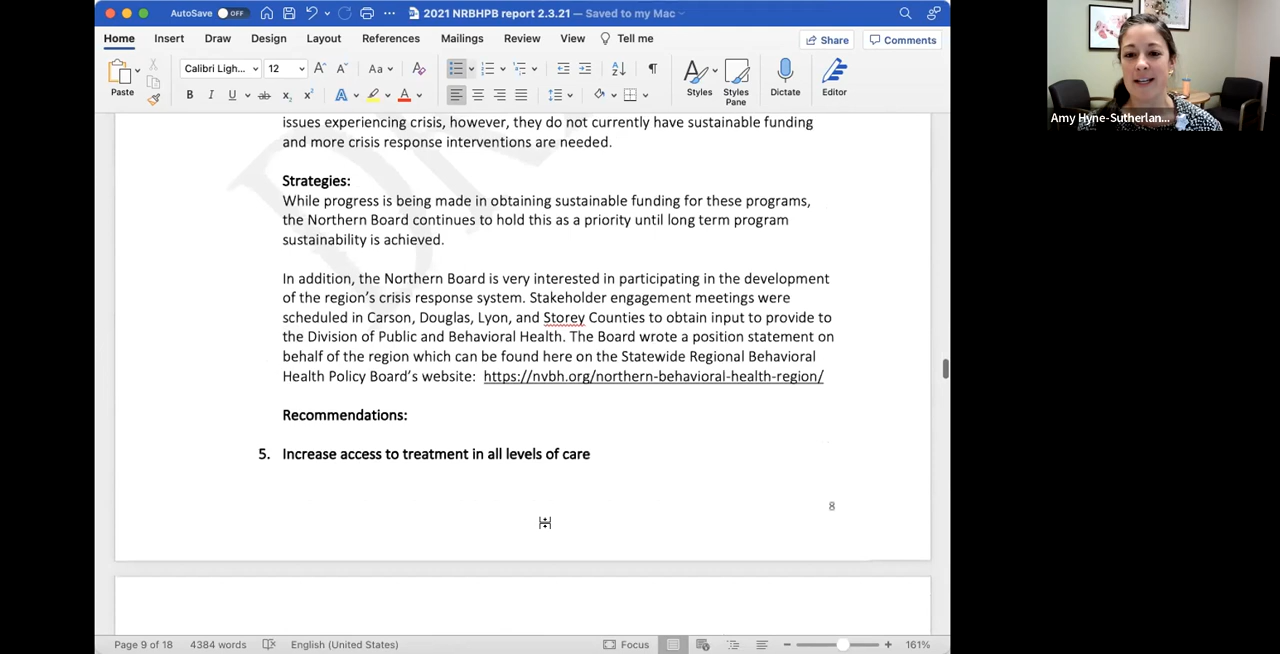 AutoSave OFF
2021 NRBHPB report 2.3.21 — Saved to my Mac
Home Insert Draw Design Layout References Mailings Review View Tell me Share Comments
Paste Calibri Ligh... 12 A A Aa A Styles Styles Pane Dictate Editor
B I U ab x₂ x² A A
issues experiencing crisis, however, they do not currently have sustainable funding
and more crisis response interventions are needed.
Strategies:
While progress is being made in obtaining sustainable funding for these programs,
the Northern Board continues to hold this as a priority until long term program
sustainability is achieved.
In addition, the Northern Board is very interested in participating in the development
of the region's crisis response system. Stakeholder engagement meetings were
scheduled in Carson, Douglas, Lyon, and Storey Counties to obtain input to provide to
the Division of Public and Behavioral Health. The Board wrote a position statement on
behalf of the region which can be found here on the Statewide Regional Behavioral
Health Policy Board's website: https://nvbh.org/northern-behavioral-health-region/
Recommendations:
5. Increase access to treatment in all levels of care
8
Page 9 of 18 4384 words English (United States) Focus 161%
Amy Hyne-Sutherlan...